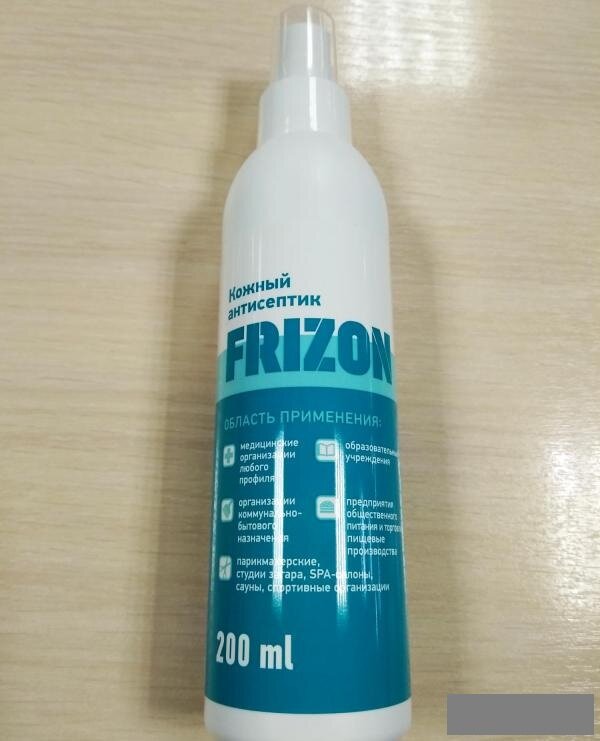 Кожный
антисептик
FRIZON
ОБЛАСТЬ ПРИМЕНЕНИЯ:
медицинские
организации
любого
профиля
образовательные
учреждения
организации
коммунально-
бытового
назначения
предприятия
общественного
питания и торговли
пищевые
производства
парикмахерские,
студии загара, SPA-салоны,
сауны, спортивные организации
200 ml